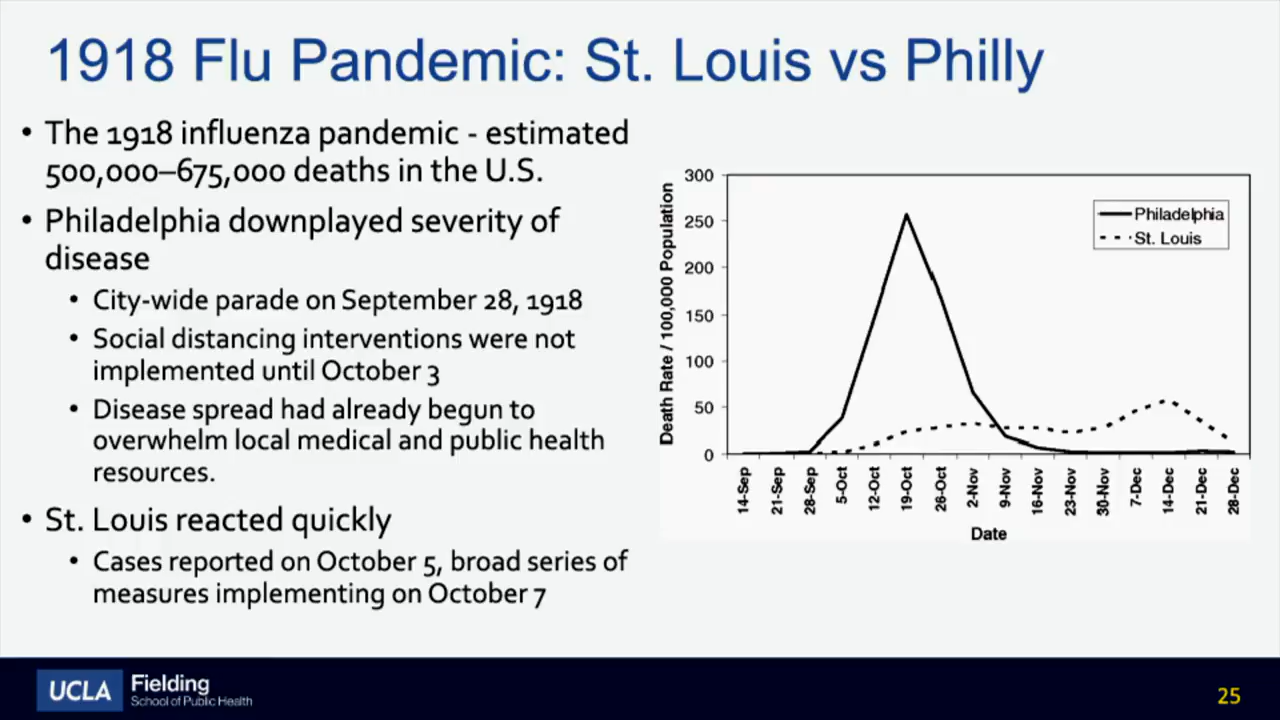 1918 Flu Pandemic: St. Louis vs Philly
• The 1918 influenza pandemic - estimated
500,000–675,000 deaths in the U.S.
• Philadelphia downplayed severity of
disease
• City-wide parade on September 28, 1918
• Social distancing interventions were not
implemented until October 3
• Disease spread had already begun to
overwhelm local medical and public health
resources.
• St. Louis reacted quickly
• Cases reported on October 5, broad series of
measures implementing on October 7
Death Rate / 100,000 Population
300
250
200
150
100
50
0
Philadelphia
St. Louis
14-Sep
21-Sep
28-Sep
5-Oct
12-Oct
19-Oct
26-Oct
2-Nov
9-Nov
16-Nov
23-Nov
30-Nov
7-Dec
14-Dec
21-Dec
28-Dec
Date
UCLA
Fielding
School of Public Health
25